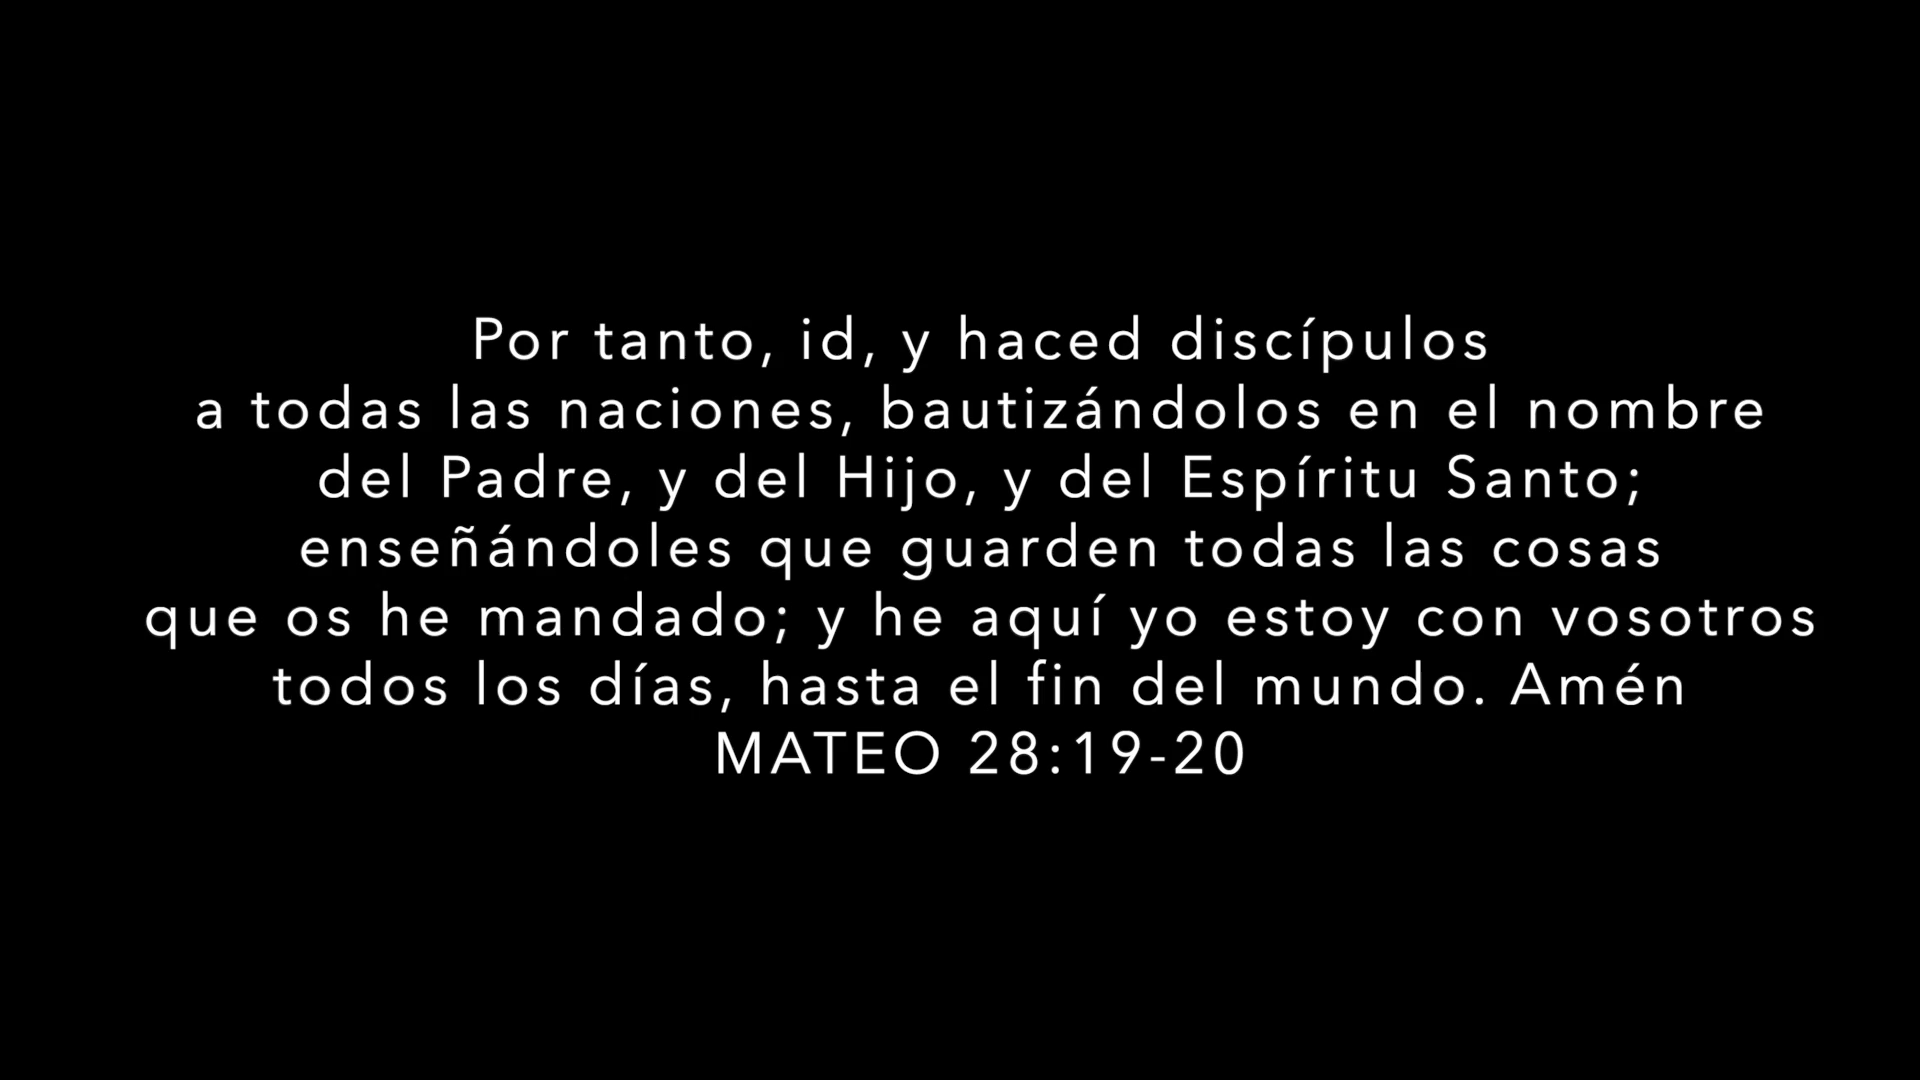 Por tanto, id, y haced discípulos
a todas las naciones, bautizándolos en el nombre
del Padre, y del Hijo, y del Espíritu Santo;
enseñándoles que guarden todas las cosas
que os he mandado; y he aquí yo estoy con vosotros
todos los días, hasta el fin del mundo. Amén
MATEO 28:19-20